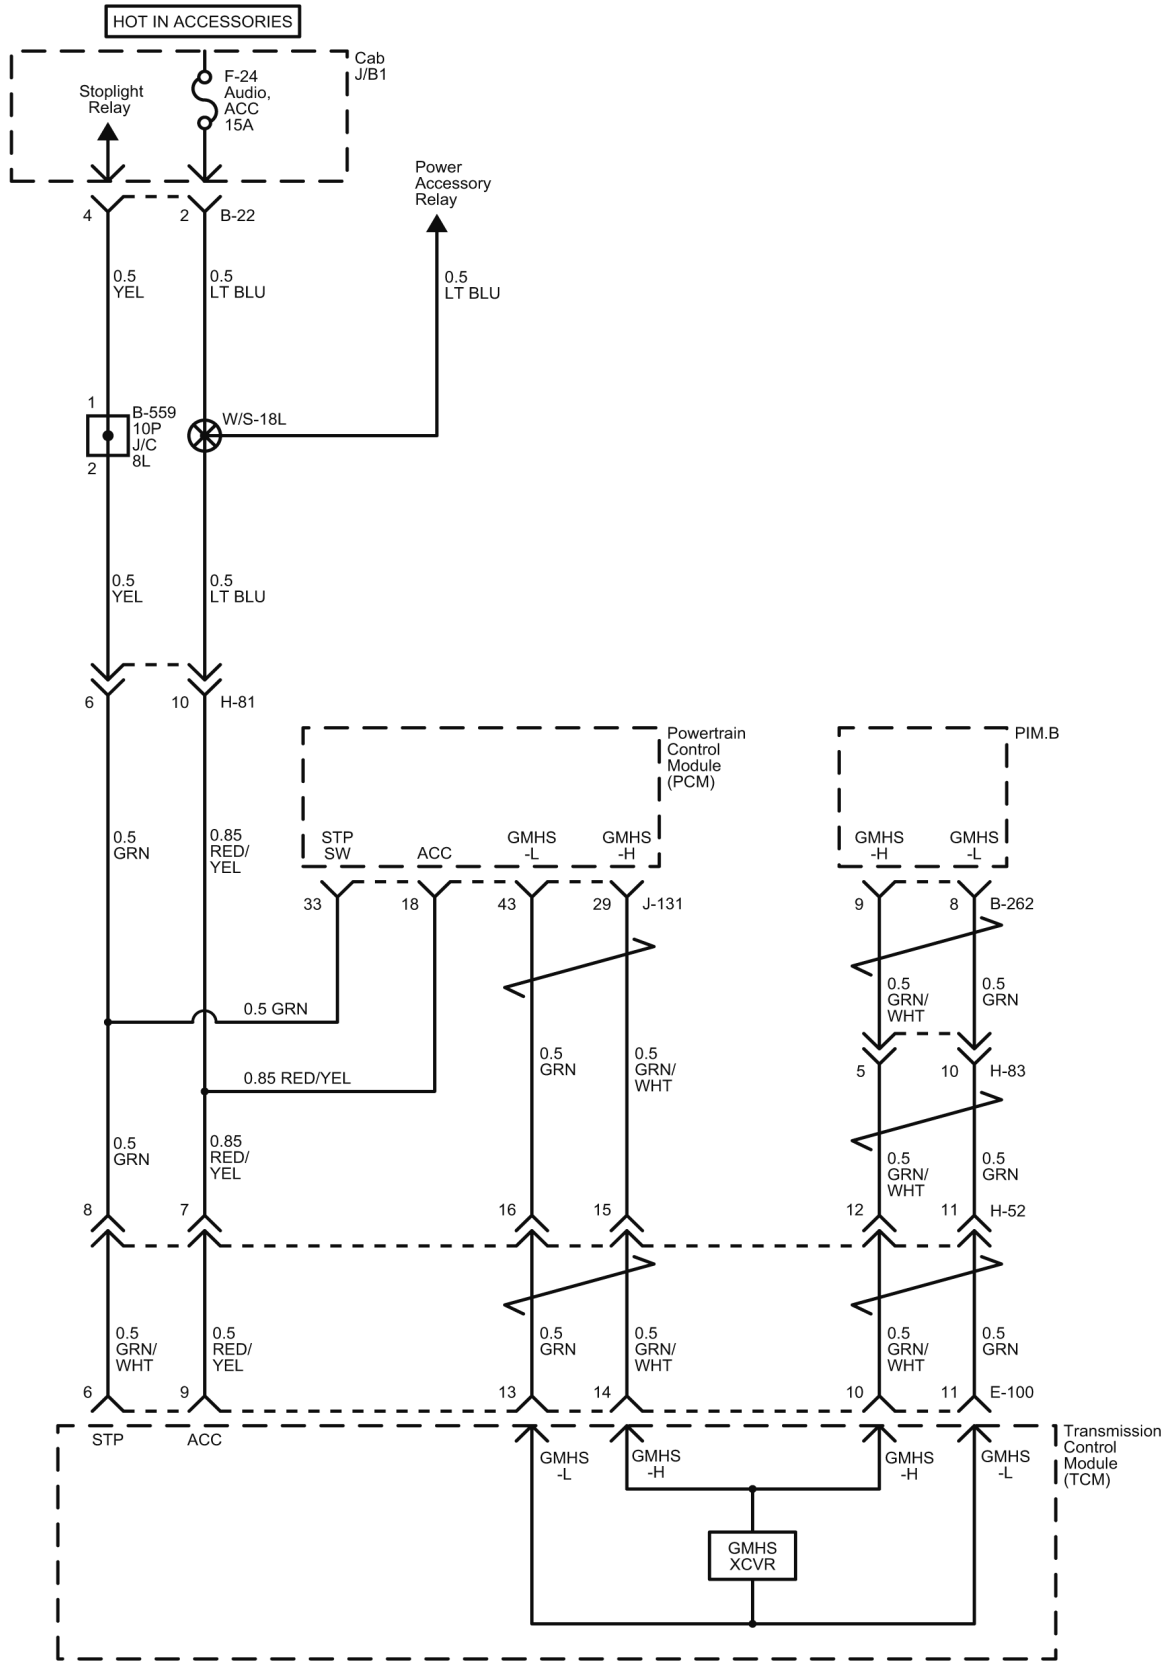 HOT IN ACCESSORIES
Cab
J/B1
Stoplight
Relay
F-24
Audio,
ACC
15A
Power
Accessory
Relay
4
2
B-22
0.5
YEL
0.5
LT BLU
0.5
LT BLU
1
B-559
10P
J/C
8L
2
W/S-18L
0.5
YEL
0.5
LT BLU
6
10
H-81
Powertrain
Control
Module
(PCM)
PIM.B
0.5
GRN
0.85
RED/
YEL
STP
SW
ACC
GMHS
-L
GMHS
-H
GMHS
-H
GMHS
-L
33
18
43
29
J-131
9
8
B-262
0.5
GRN/
WHT
0.5
GRN
0.5 GRN
0.85 RED/YEL
0.5
GRN
0.5
GRN/
WHT
5
10
H-83
0.5
GRN
0.85
RED/
YEL
0.5
GRN/
WHT
0.5
GRN
8
7
16
15
12
11
H-52
0.5
GRN/
WHT
0.5
RED/
YEL
0.5
GRN
0.5
GRN/
WHT
0.5
GRN/
WHT
0.5
GRN
6
9
13
14
10
11
E-100
STP
ACC
GMHS
-L
GMHS
-H
GMHS
-H
GMHS
-L
Transmission
Control
Module
(TCM)
GMHS
XCVR